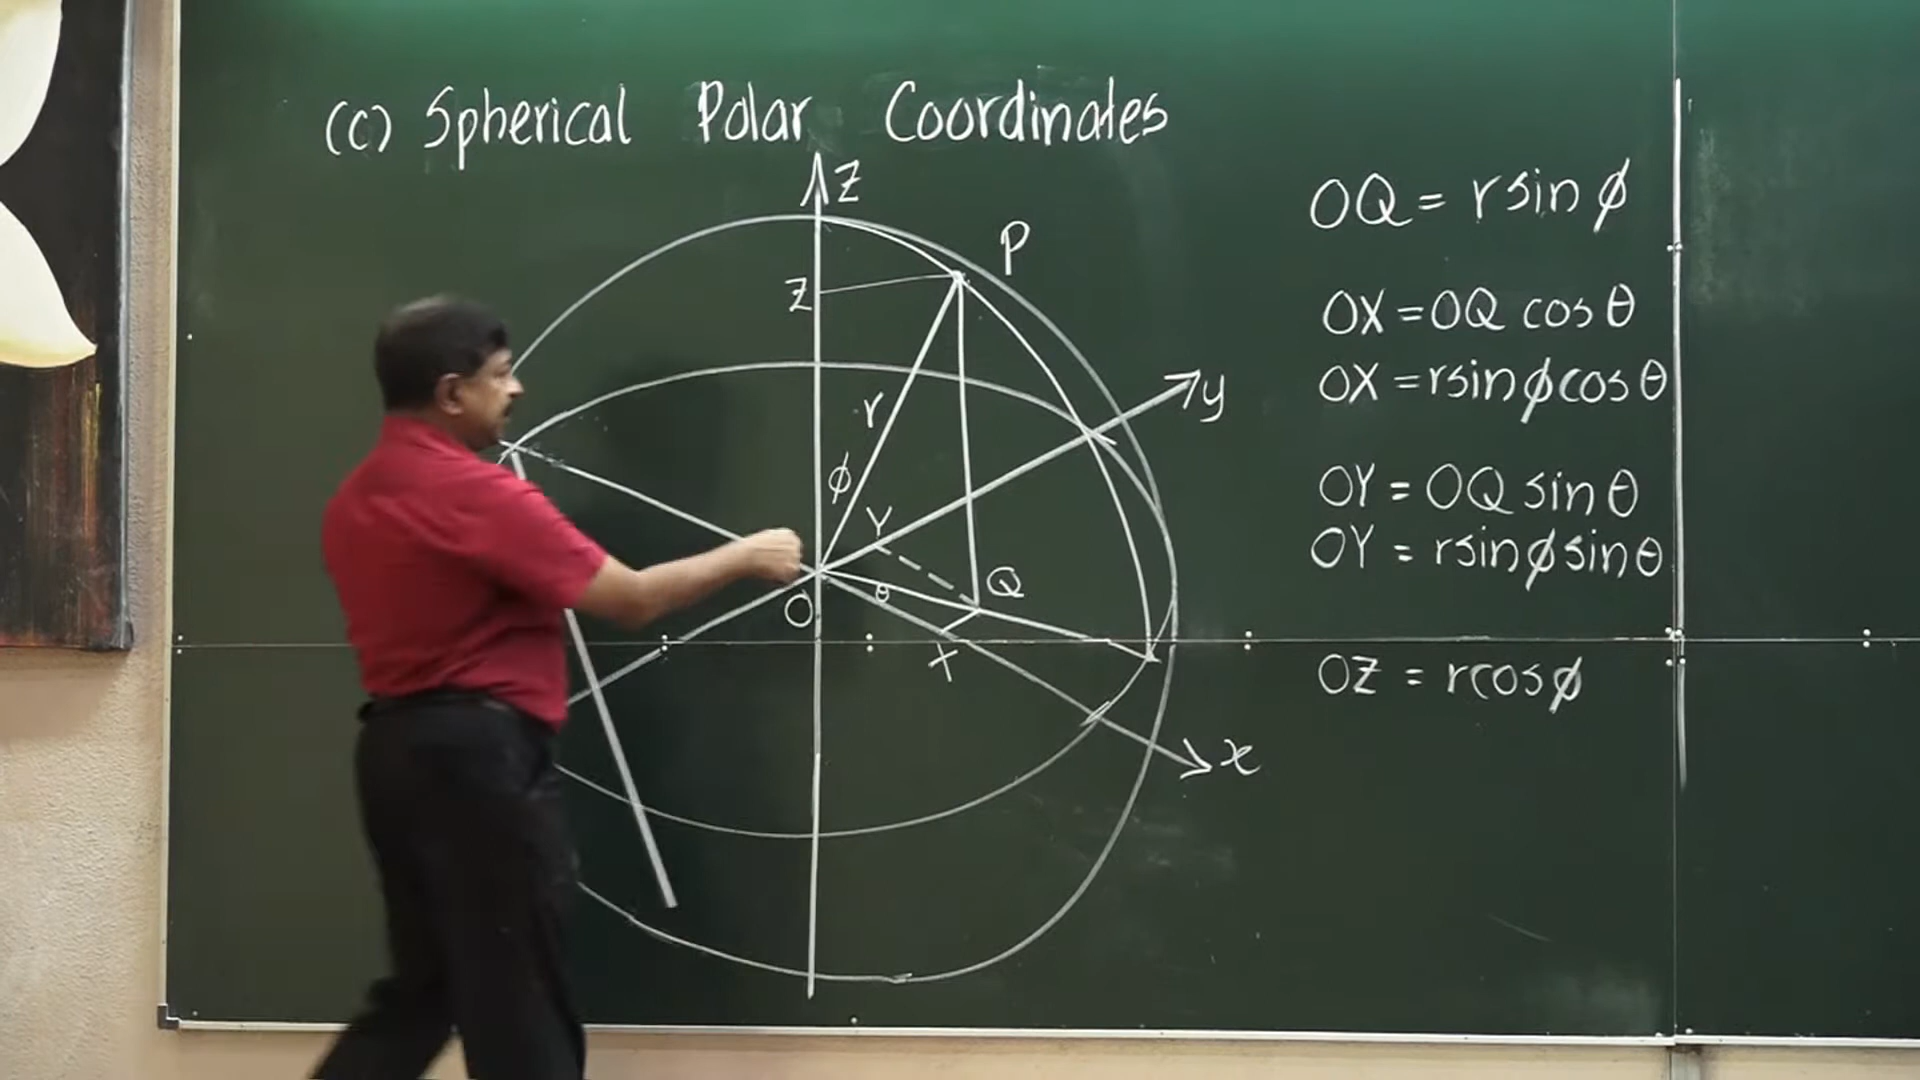 (c) Spherical Polar Coordinates
Z
P
Z
r
y
ϕ
Y
Q
O
θ
X
x
OQ = r sin ϕ
OX = OQ cos θ
OX = r sin ϕ cos θ
OY = OQ sin θ
OY = r sin ϕ sin θ
OZ = r cos ϕ